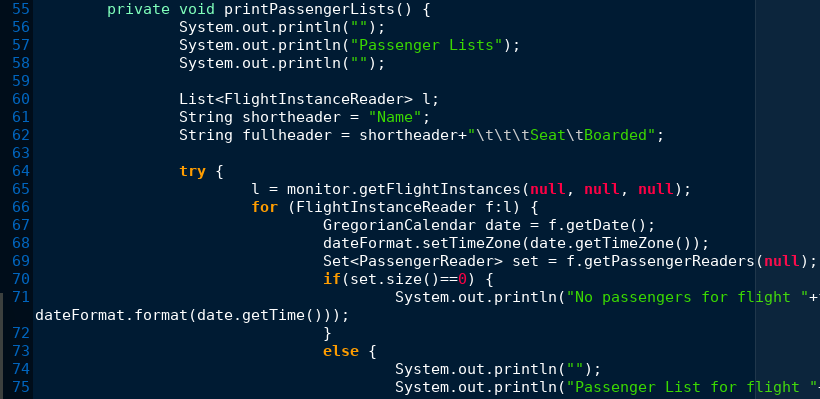 55 private void printPassengerLists() {
56 System.out.println("");
57 System.out.println("Passenger Lists");
58 System.out.println("");
59
60 List<FlightInstanceReader> l;
61 String shortheader = "Name";
62 String fullheader = shortheader+"\t\t\tSeat\tBoarded";
63
64 try {
65 l = monitor.getFlightInstances(null, null, null);
66 for (FlightInstanceReader f:l) {
67 GregorianCalendar date = f.getDate();
68 dateFormat.setTimeZone(date.getTimeZone());
69 Set<PassengerReader> set = f.getPassengerReaders(null);
70 if(set.size()==0) {
71 System.out.println("No passengers for flight "+
dateFormat.format(date.getTime()));
72 }
73 else {
74 System.out.println("");
75 System.out.println("Passenger List for flight "